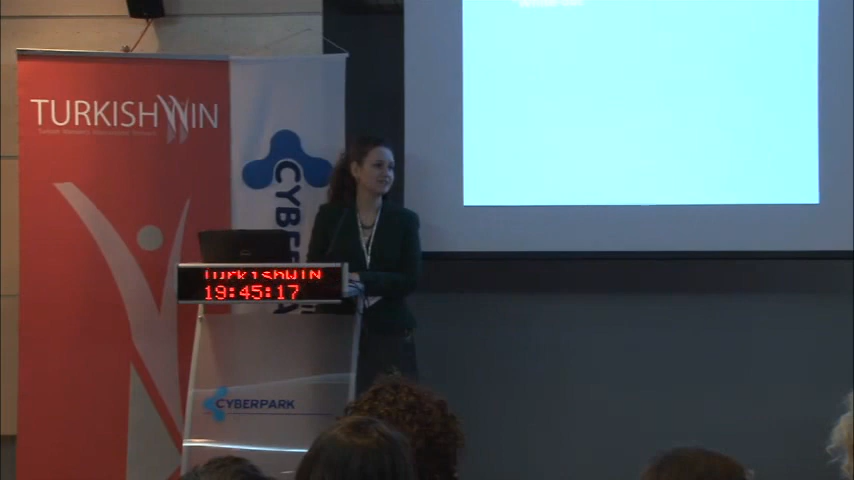 TURKISHWIN
CYBERPARK
TurkishWIN
19:45:17
CYBERPARK